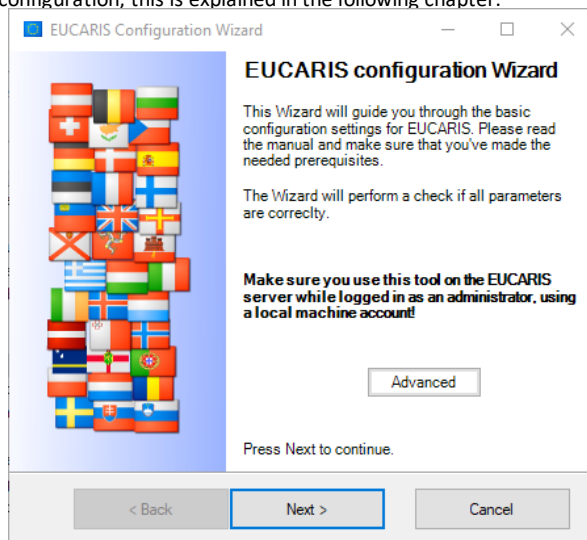 configuration, this is explained in the following chapter.
EUCARIS Configuration Wizard
EUCARIS configuration Wizard
This Wizard will guide you through the basic
configuration settings for EUCARIS. Please read
the manual and make sure that you've made the
needed prerequisites.
The Wizard will perform a check if all parameters
are correclty.
Make sure you use this tool on the EUCARIS
server while logged in as an administrator, using
a local machine account!
Advanced
Press Next to continue.
< Back
Next >
Cancel